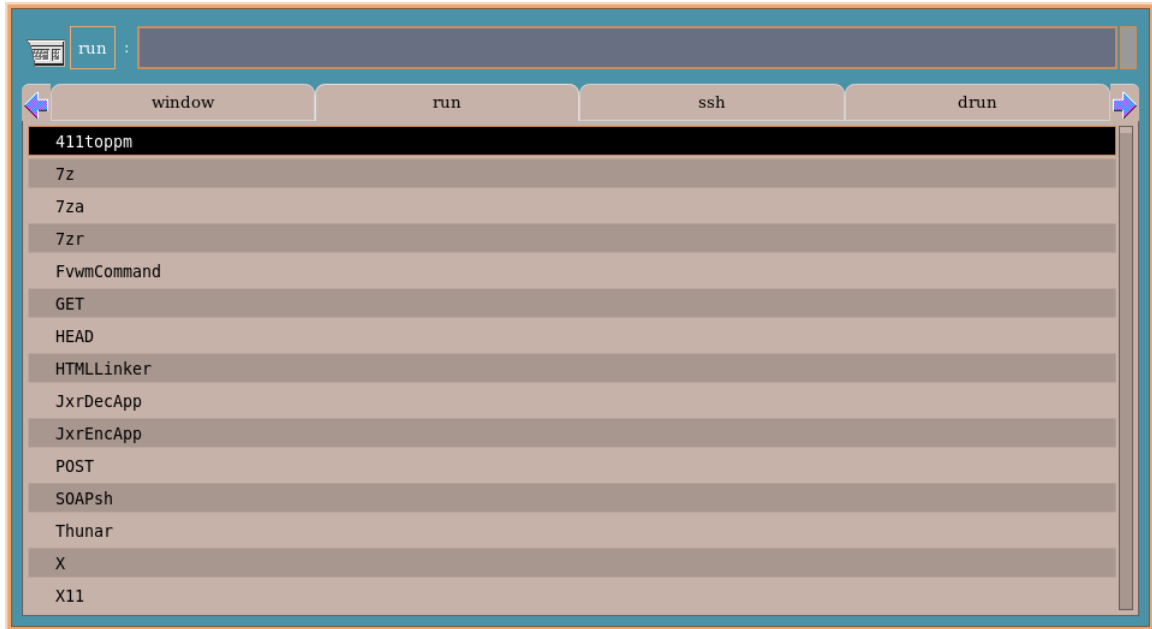 run :
window run ssh drun
411toppm
7z
7za
7zr
FvwmCommand
GET
HEAD
HTMLLinker
JxrDecApp
JxrEncApp
POST
SOAPsh
Thunar
X
X11